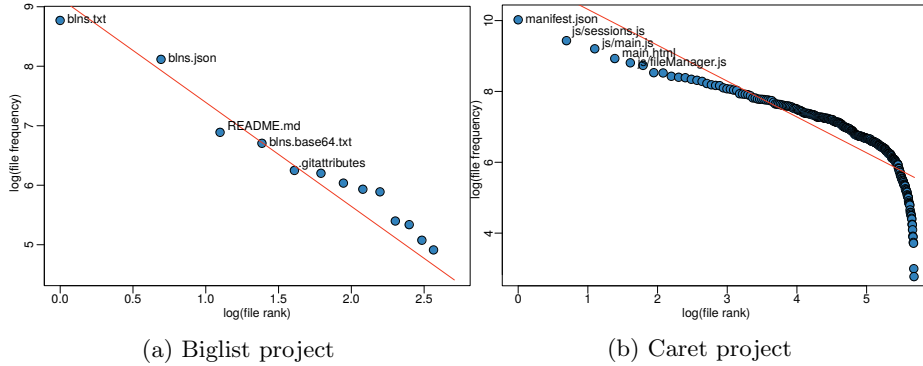 9
blns.txt
8
blns.json
log(file frequency)
7
README.md
blns.base64.txt
6
.gitattributes
5
0.0 0.5 1.0 1.5 2.0 2.5
log(file rank)
(a) Biglist project
10
manifest.json
js/sessions.js
js/main.js
main.html
js/fileManager.js
8
log(file frequency)
6
4
0 1 2 3 4 5
log(file rank)
(b) Caret project